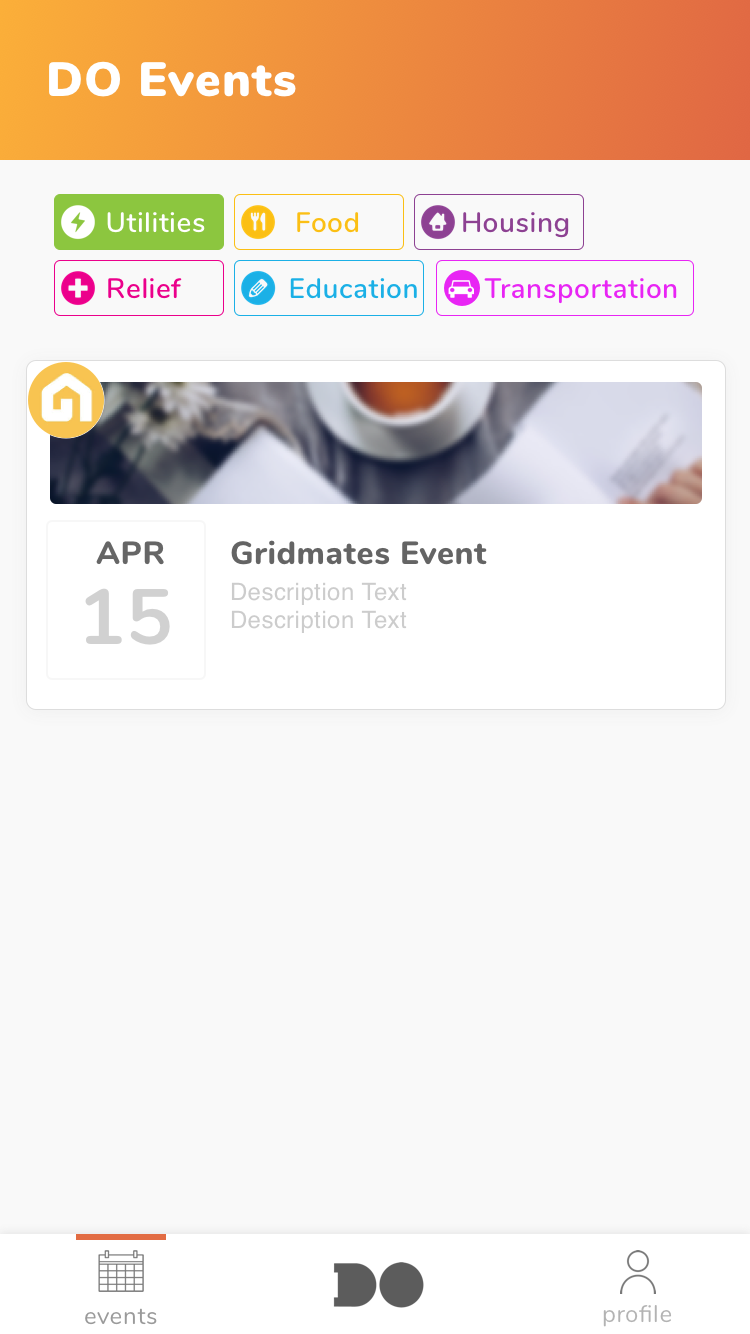 DO Events
Utilities
Food
Housing
Relief
Education
Transportation
APR
15
Gridmates Event
Description Text
Description Text
events
DO
profile